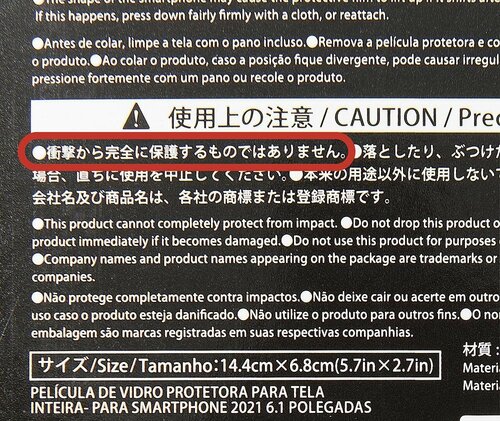 If this happens, press down fairly firmly with a cloth, or reattach.
●Antes de colar, limpe a tela com o pano incluso.●Remova a película protetora e co
o produto.●Ao colar o produto, caso a posição fique divergente, pode causar irregul
pressione fortemente com um pano ou recole o produto.
使用上の注意 / CAUTION / Prec
●衝撃から完全に保護するものではありません。●落としたり、ぶつけた
場合、直ちに使用を中止してください。●本来の用途以外に使用しないで
会社名及び商品名は、各社の商標または登録商標です。
●This product cannot completely protect from impact. ●Do not drop this product o
product immediately if it becomes damaged.●Do not use this product for purposes
●Company names and product names appearing on the package are trademarks or
companies.
●Não protege completamente contra impactos.●Não deixe cair ou acerte em outro
uso caso o produto esteja danificado.●Não utilize o produto para outros fins.●O no
embalagem são marcas registradas em suas respectivas companhias.
サイズ/Size/Tamanho:14.4cm×6.8cm(5.7in×2.7in)
材質:
Materi
Materia
PELÍCULA DE VIDRO PROTETORA PARA TELA
INTEIRA- PARA SMARTPHONE 2021 6.1 POLEGADAS